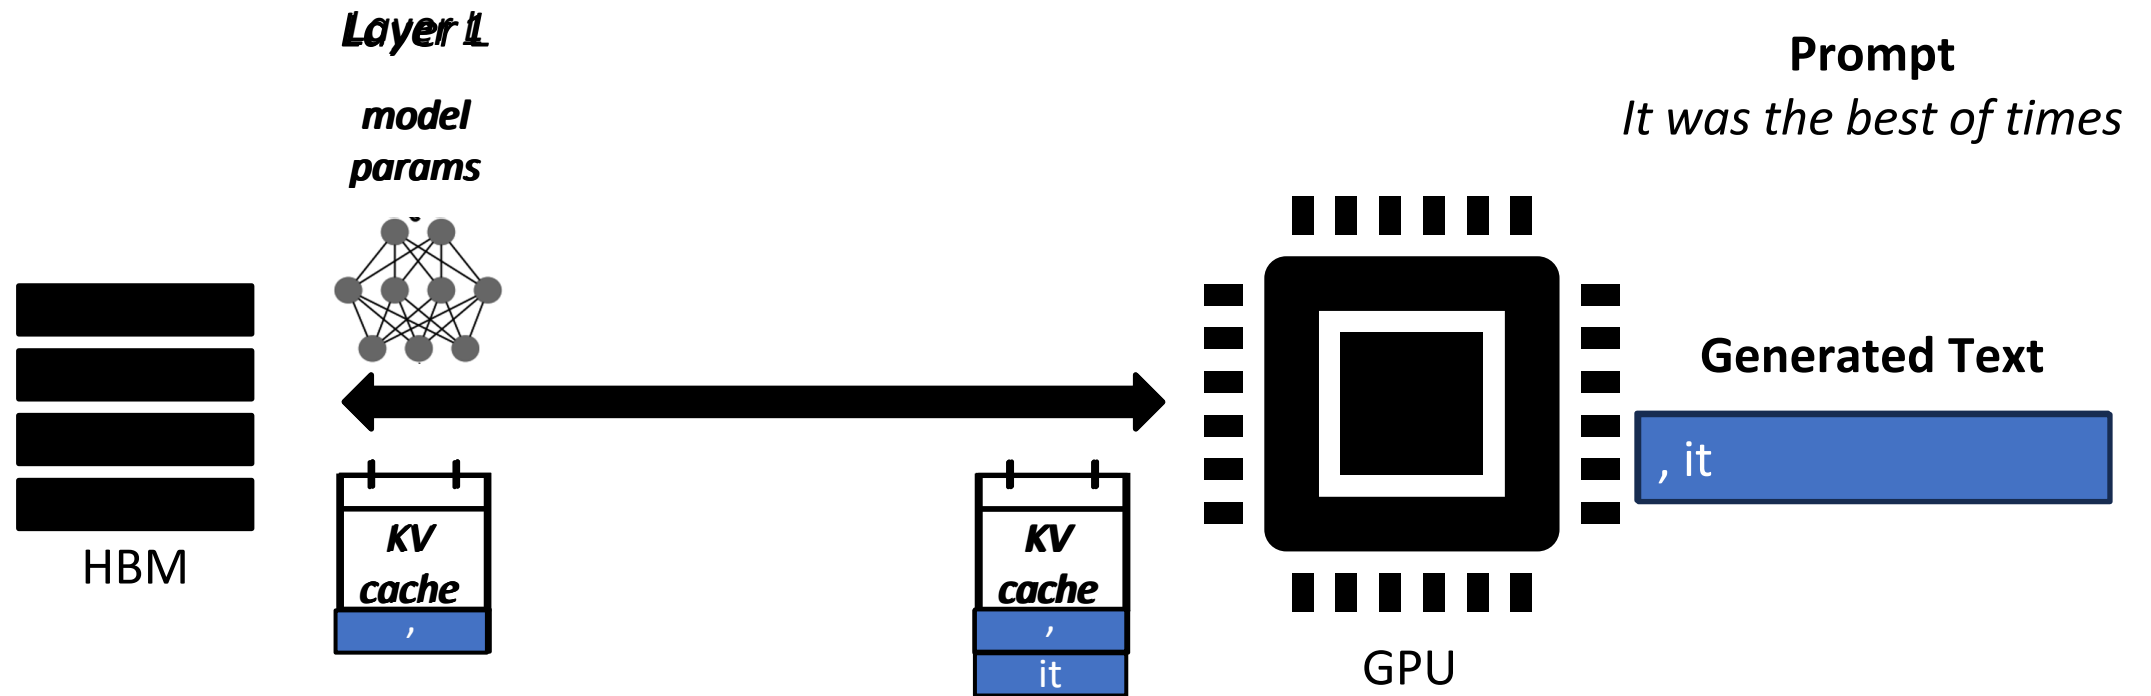 Layer 1
model
params
HBM
KV
cache
,
KV
cache
,
it
GPU
Prompt
It was the best of times
Generated Text
, it